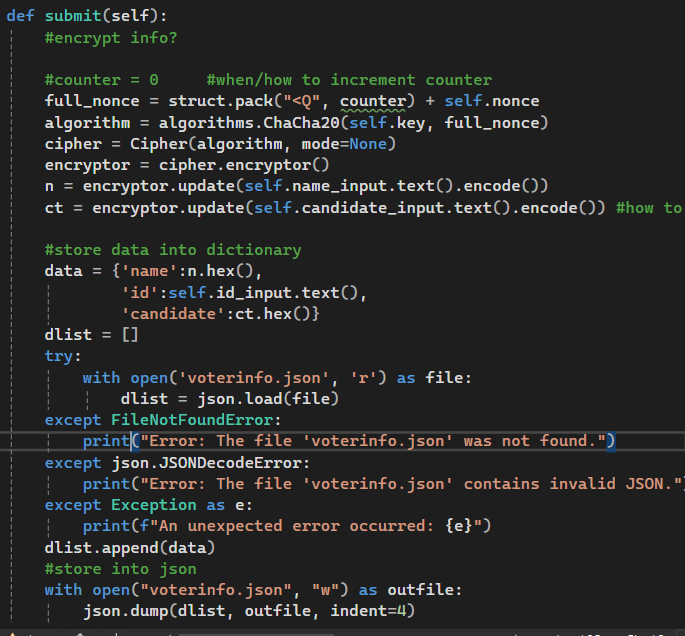 def submit(self):
#encrypt info?
#counter = 0 #when/how to increment counter
full_nonce = struct.pack("<Q", counter) + self.nonce
algorithm = algorithms.ChaCha20(self.key, full_nonce)
cipher = Cipher(algorithm, mode=None)
encryptor = cipher.encryptor()
n = encryptor.update(self.name_input.text().encode())
ct = encryptor.update(self.candidate_input.text().encode()) #how to
#store data into dictionary
data = {'name':n.hex(),
'id':self.id_input.text(),
'candidate':ct.hex()}
dlist = []
try:
with open('voterinfo.json', 'r') as file:
dlist = json.load(file)
except FileNotFoundError:
print("Error: The file 'voterinfo.json' was not found.")
except json.JSONDecodeError:
print("Error: The file 'voterinfo.json' contains invalid JSON.")
except Exception as e:
print(f"An unexpected error occurred: {e}")
dlist.append(data)
#store into json
with open("voterinfo.json", "w") as outfile:
json.dump(dlist, outfile, indent=4)